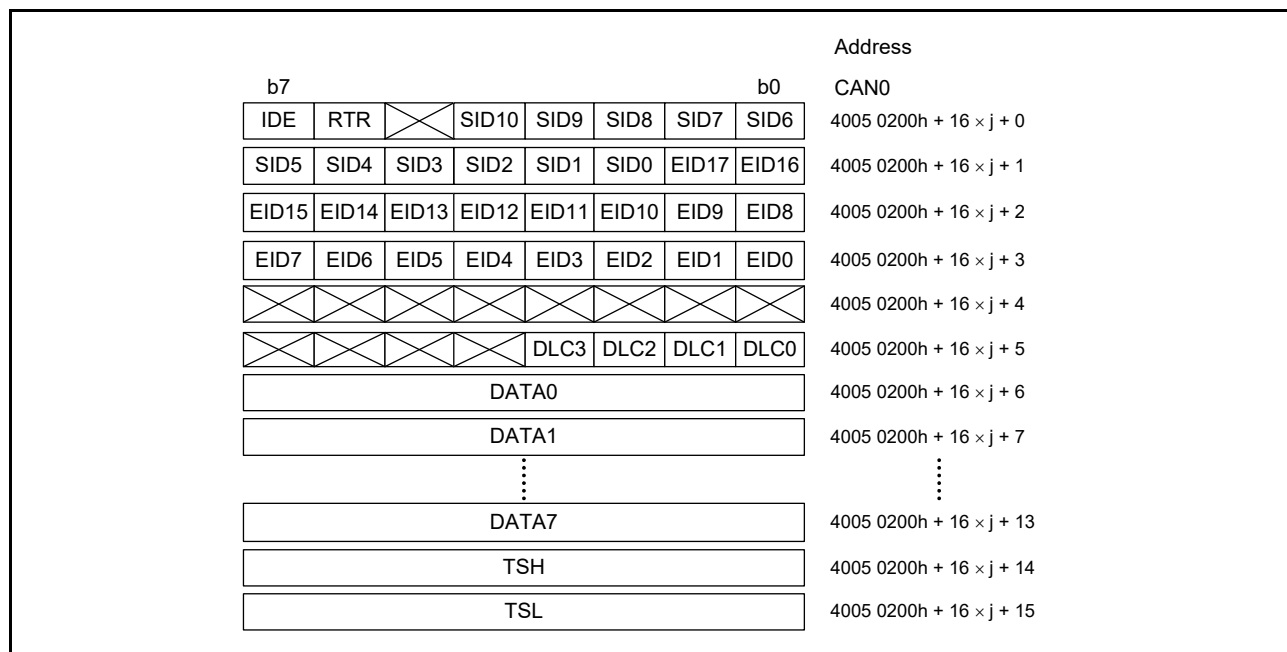 Address
b7 b0 CAN0
IDE RTR SID10 SID9 SID8 SID7 SID6 4005 0200h + 16 × j + 0
SID5 SID4 SID3 SID2 SID1 SID0 EID17 EID16 4005 0200h + 16 × j + 1
EID15 EID14 EID13 EID12 EID11 EID10 EID9 EID8 4005 0200h + 16 × j + 2
EID7 EID6 EID5 EID4 EID3 EID2 EID1 EID0 4005 0200h + 16 × j + 3
4005 0200h + 16 × j + 4
DLC3 DLC2 DLC1 DLC0 4005 0200h + 16 × j + 5
DATA0 4005 0200h + 16 × j + 6
DATA1 4005 0200h + 16 × j + 7
DATA7 4005 0200h + 16 × j + 13
TSH 4005 0200h + 16 × j + 14
TSL 4005 0200h + 16 × j + 15